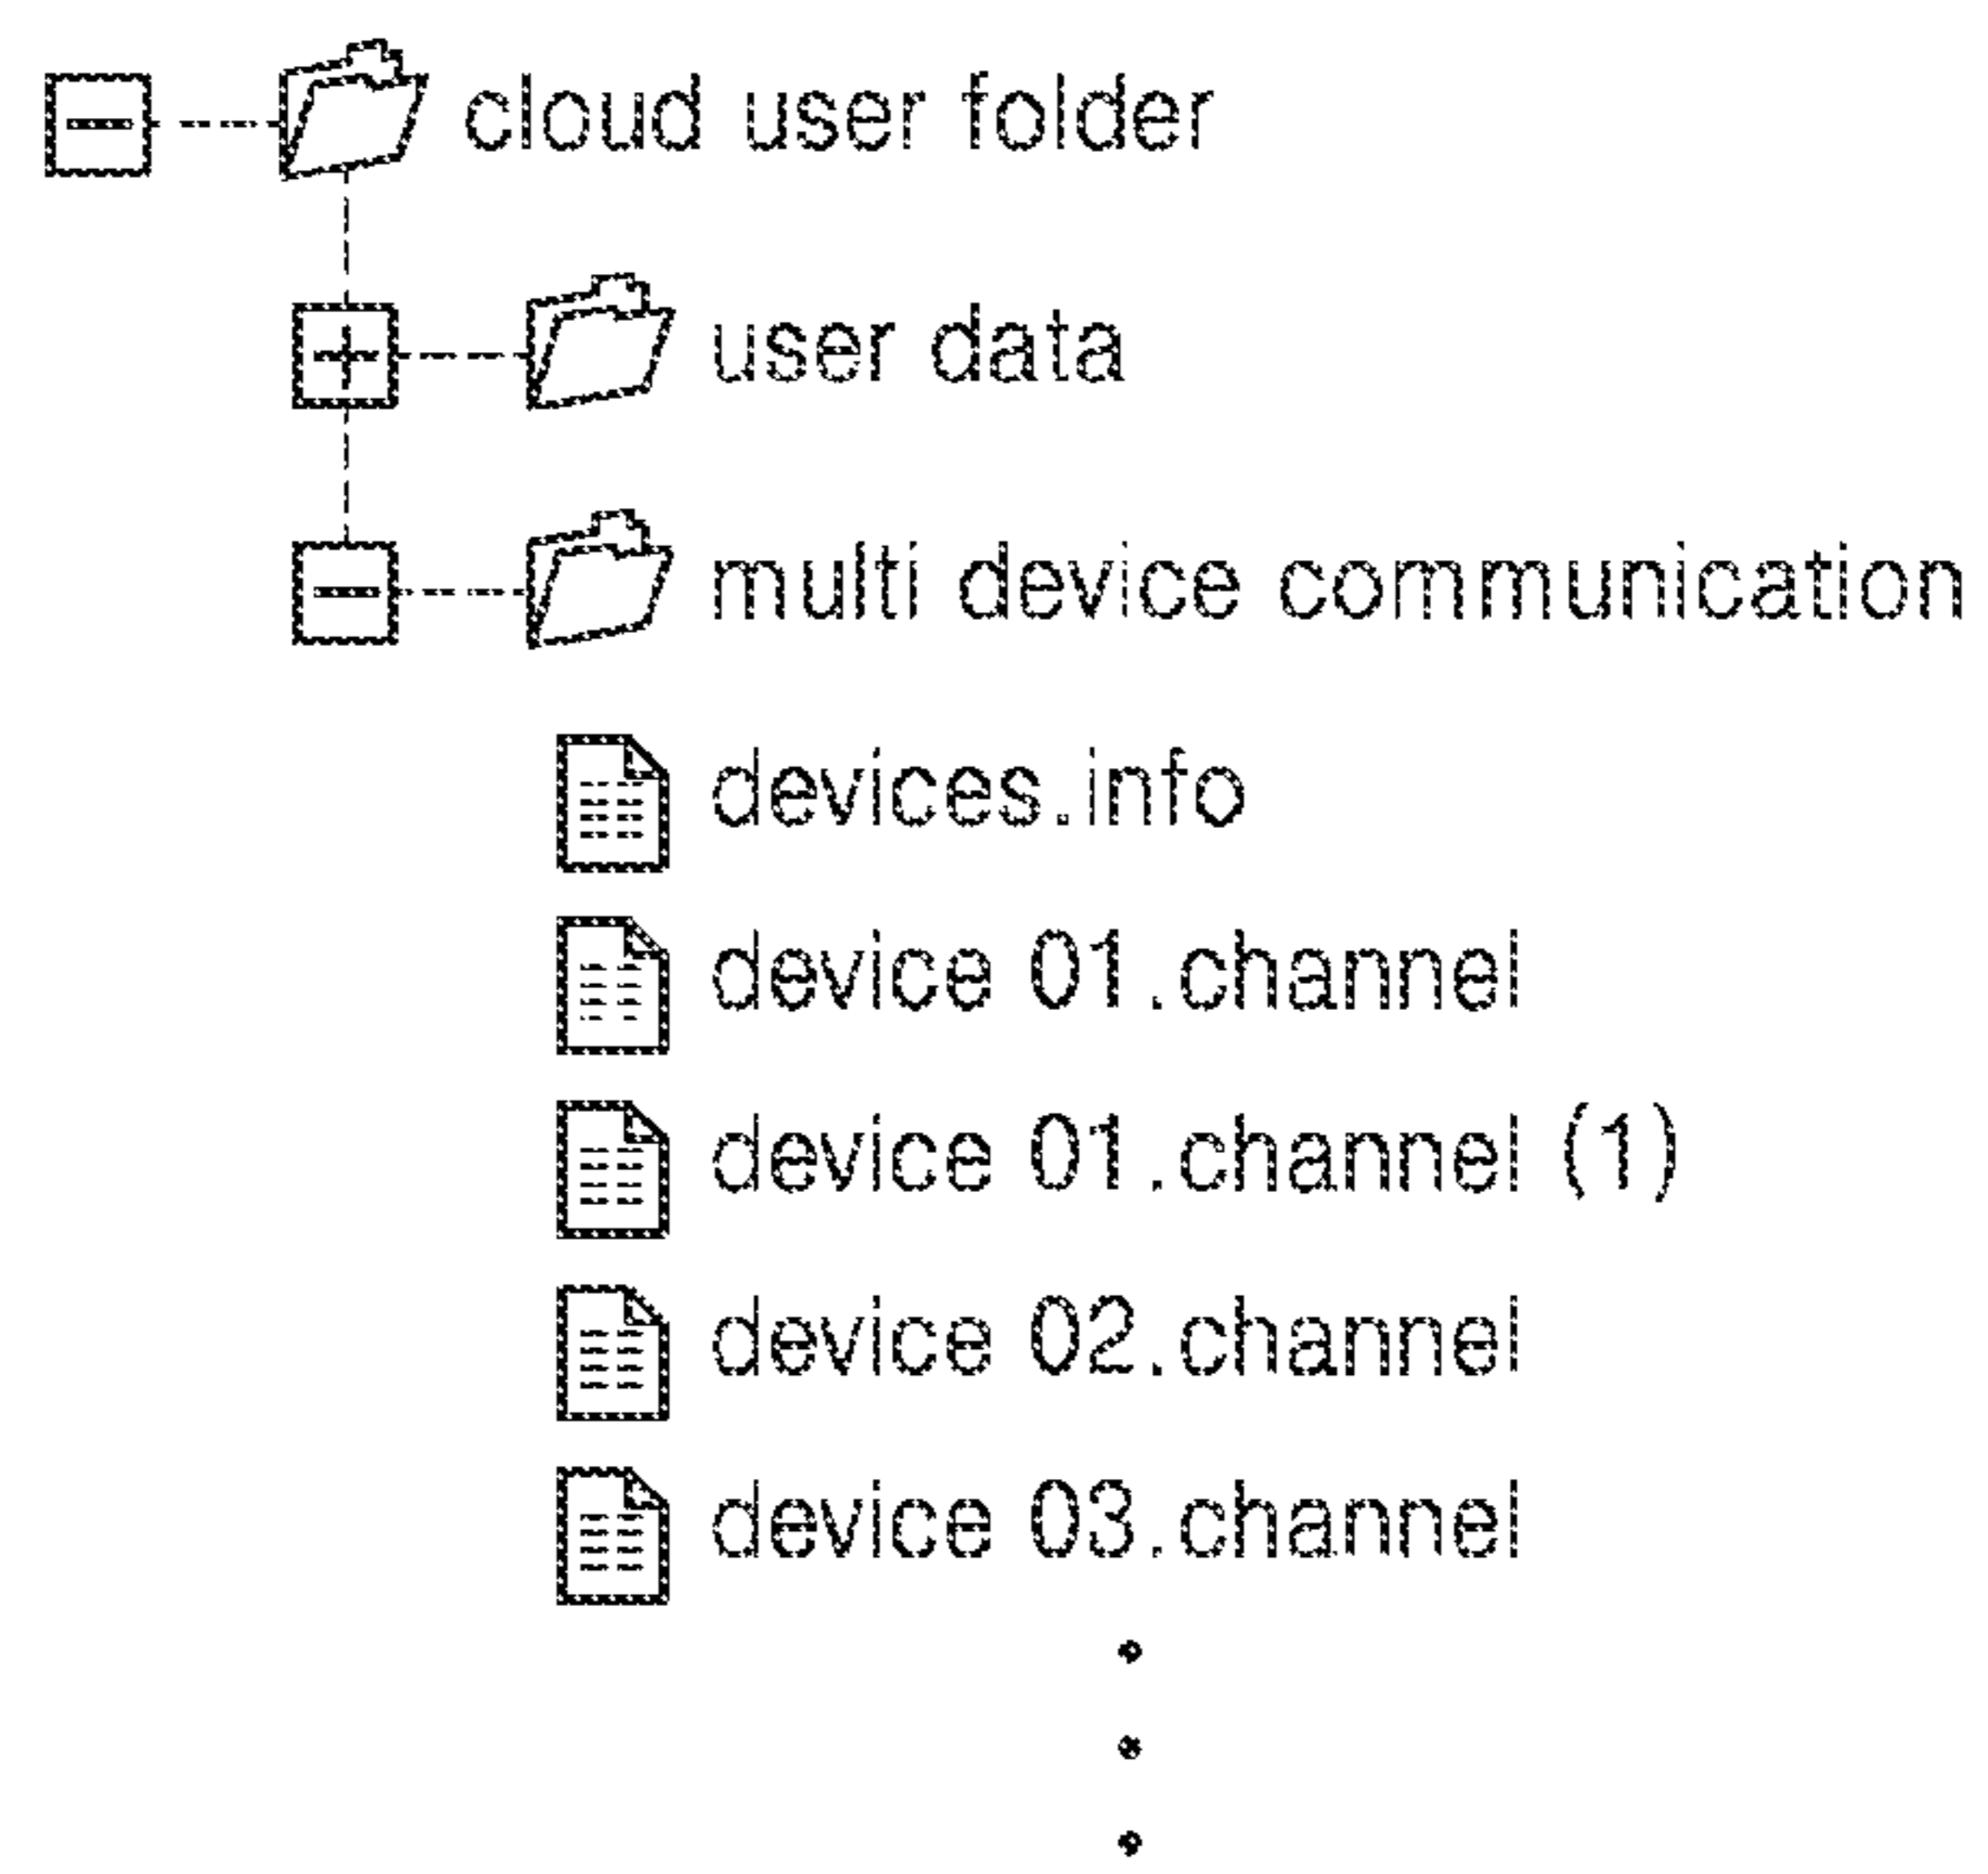 cloud user folder
user data
multi device communication
devices.info
device 01.channel
device 01.channel (1)
device 02.channel
device 03.channel